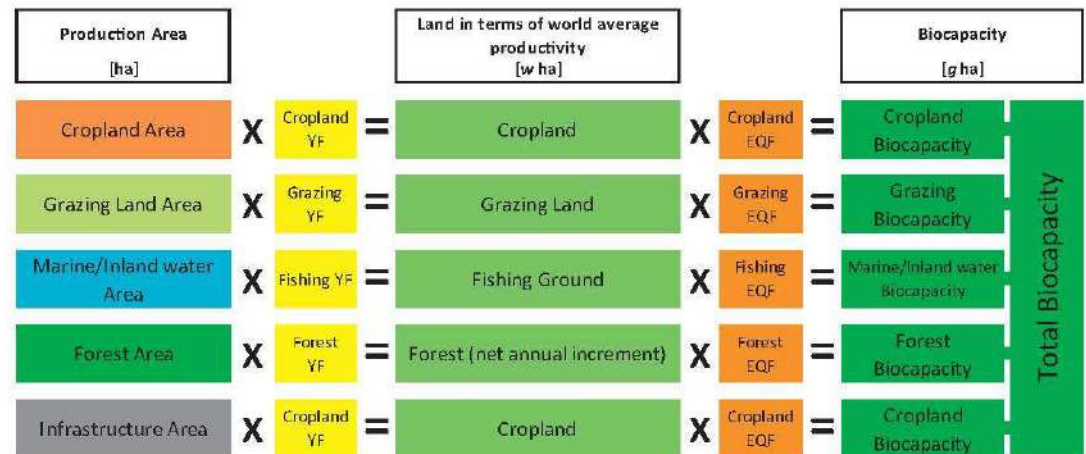 Production Area
[ha]
Land in terms of world average
productivity
[w ha]
Biocapacity
[g ha]
Cropland Area
X
Cropland
YF
=
Cropland
X
Cropland
EQF
=
Cropland
Biocapacity
Grazing Land Area
X
Grazing
YF
=
Grazing Land
X
Grazing
EQF
=
Grazing
Biocapacity
Marine/Inland water
Area
X
Fishing YF
=
Fishing Ground
X
Fishing
EQF
=
Marine/Inland water
Biocapacity
Forest Area
X
Forest
YF
=
Forest (net annual increment)
X
Forest
EQF
=
Forest
Biocapacity
Infrastructure Area
X
Cropland
YF
=
Cropland
X
Cropland
EQF
=
Cropland
Biocapacity
Total Biocapacity